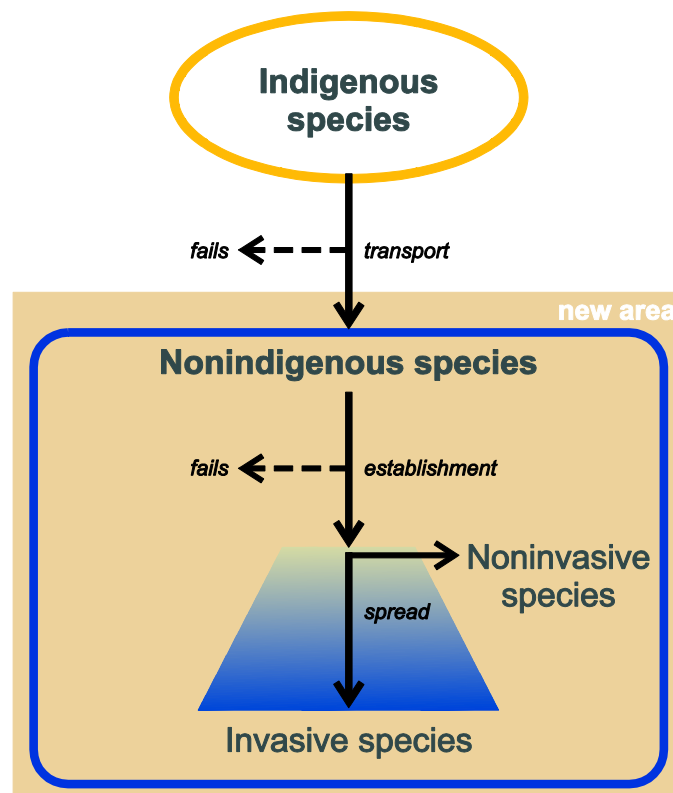 Indigenous
species
fails
transport
new area
Nonindigenous species
fails
establishment
Noninvasive
species
spread
Invasive species